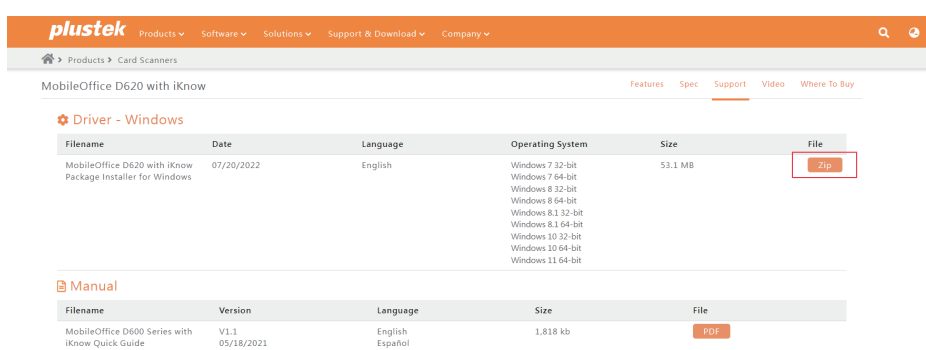 plustek Products Software Solutions Support & Download Company
Products > Card Scanners
MobileOffice D620 with iKnow Features Spec Support Video Where To Buy
Driver - Windows
Filename Date Language Operating System Size File
MobileOffice D620 with iKnow 07/20/2022 English Windows 7 32-bit 53.1 MB Zip
Package Installer for Windows Windows 7 64-bit
Windows 8 32-bit
Windows 8 64-bit
Windows 8.1 32-bit
Windows 8.1 64-bit
Windows 10 32-bit
Windows 10 64-bit
Windows 11 64-bit
Manual
Filename Version Language Size File
MobileOffice D600 Series with V1.1 English 1,818 kb PDF
iKnow Quick Guide 05/18/2021 Español